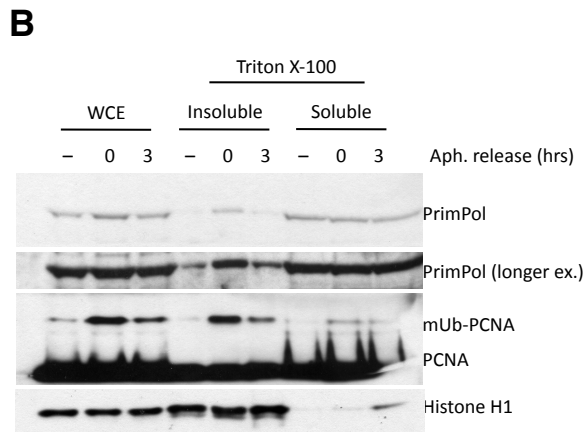 B
Triton X-100
WCE Insoluble Soluble
– 0 3 – 0 3 – 0 3 Aph. release (hrs)
PrimPol
PrimPol (longer ex.)
mUb-PCNA
PCNA
Histone H1